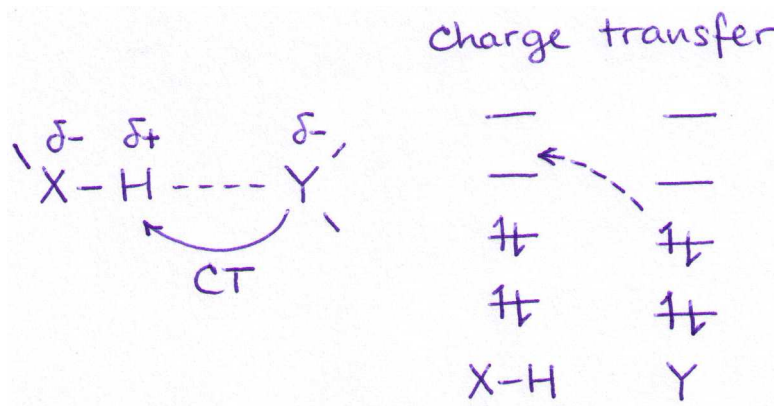 charge transfer
δ- δ+ δ-
X-H ---- Y
CT
X-H Y